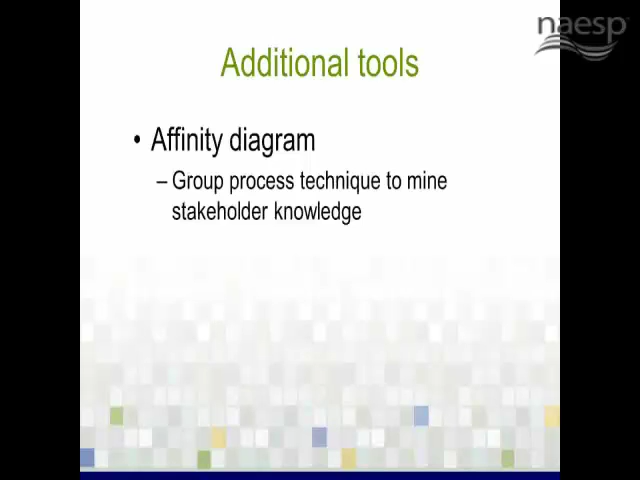 naesp
Additional tools
• Affinity diagram
– Group process technique to mine
stakeholder knowledge